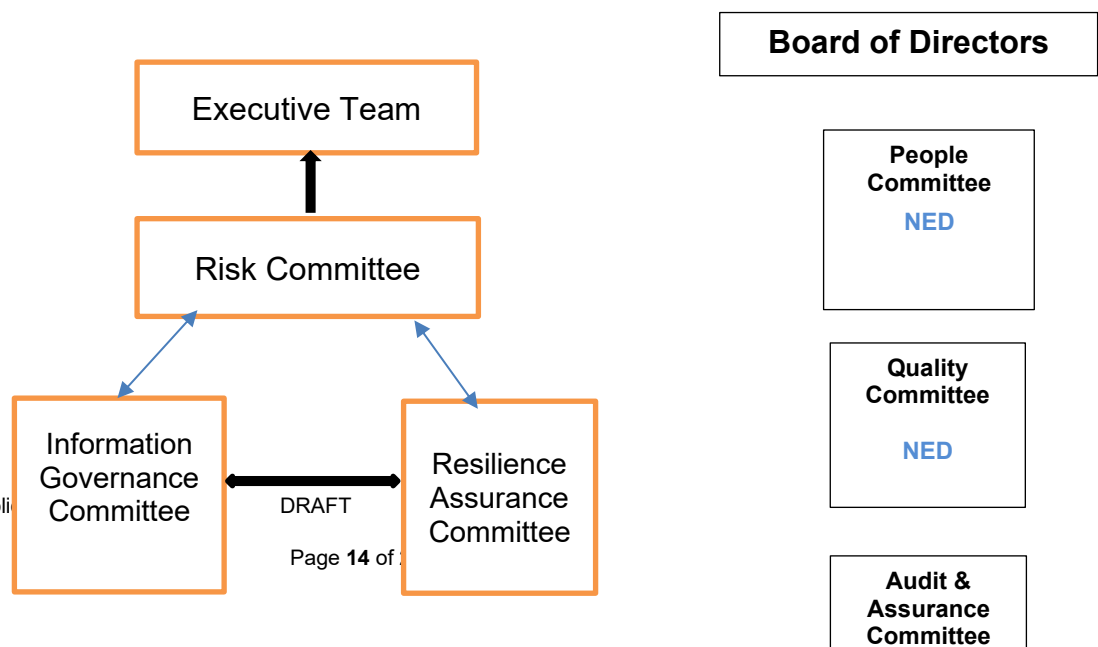 Board of Directors
Executive Team
People
Committee
NED
Risk Committee
Quality
Committee
NED
Information
Governance
Committee
Resilience
Assurance
Committee
DRAFT
Page 14 of
Audit &
Assurance
Committee